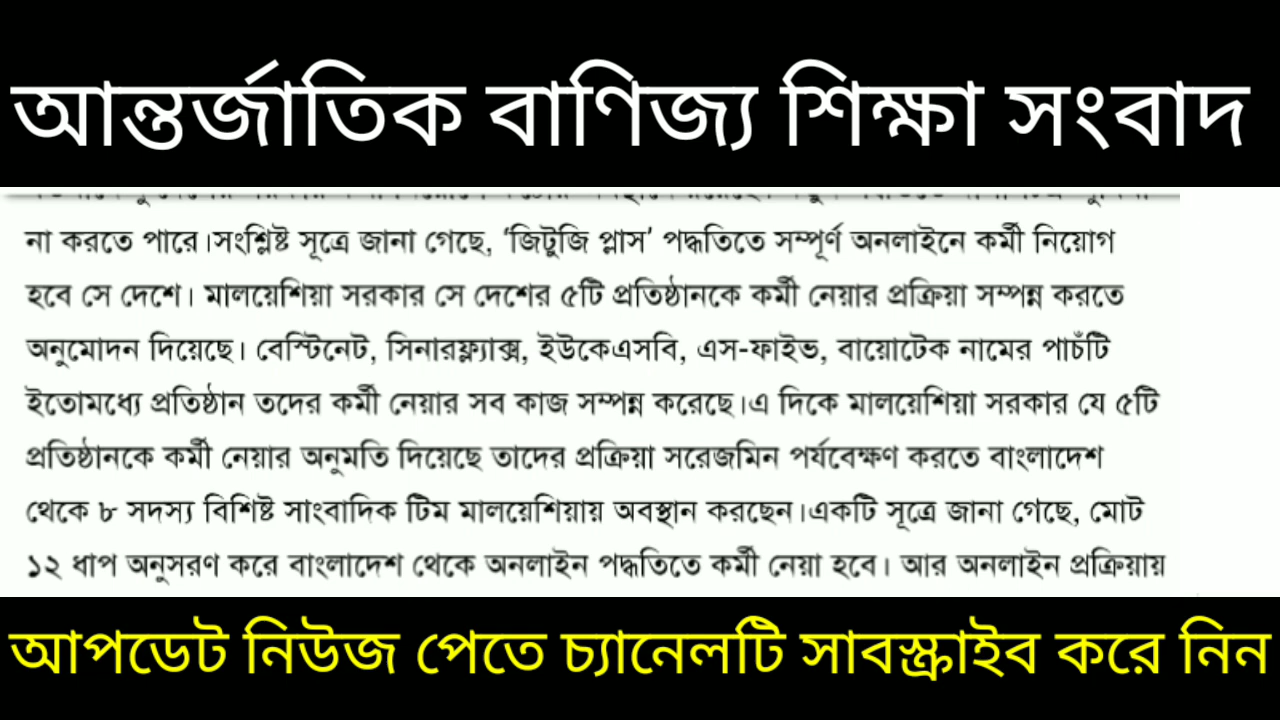 আন্তর্জাতিক বাণিজ্য শিক্ষা সংবাদ
না করতে পারে।সংশ্লিষ্ট সূত্রে জানা গেছে, ‘জিটুজি প্লাস’ পদ্ধতিতে সম্পূর্ণ অনলাইনে কর্মী নিয়োগ
হবে সে দেশে। মালয়েশিয়া সরকার সে দেশের ৫টি প্রতিষ্ঠানকে কর্মী নেয়ার প্রক্রিয়া সম্পন্ন করতে
অনুমোদন দিয়েছে। বেস্টিনেট, সিনারফ্ল্যাক্স, ইউকেএসবি, এস-ফাইভ, বায়োটেক নামের পাচঁটি
ইতোমধ্যে প্রতিষ্ঠান তদের কর্মী নেয়ার সব কাজ সম্পন্ন করেছে।এ দিকে মালয়েশিয়া সরকার যে ৫টি
প্রতিষ্ঠানকে কর্মী নেয়ার অনুমতি দিয়েছে তাদের প্রক্রিয়া সরেজমিন পর্যবেক্ষণ করতে বাংলাদেশ
থেকে ৮ সদস্য বিশিষ্ট সাংবাদিক টিম মালয়েশিয়ায় অবস্থান করছেন।একটি সূত্রে জানা গেছে, মোট
১২ ধাপ অনুসরণ করে বাংলাদেশ থেকে অনলাইন পদ্ধতিতে কর্মী নেয়া হবে। আর অনলাইন প্রক্রিয়ায়
আপডেট নিউজ পেতে চ্যানেলটি সাবস্ক্রাইব করে নিন